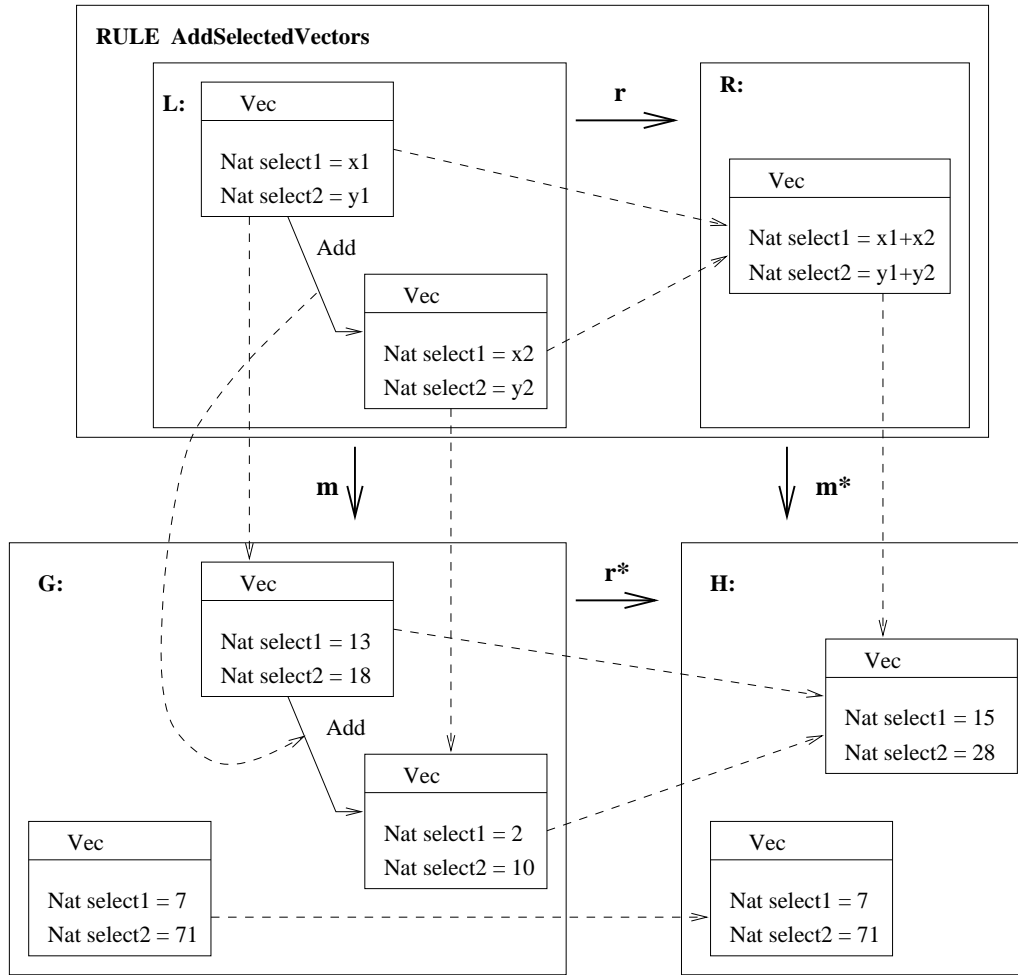 RULE AddSelectedVectors
L:
Vec
Nat select1 = x1
Nat select2 = y1
Add
Vec
Nat select1 = x2
Nat select2 = y2
r
R:
Vec
Nat select1 = x1+x2
Nat select2 = y1+y2
m
m*
G:
Vec
Nat select1 = 13
Nat select2 = 18
Add
Vec
Nat select1 = 2
Nat select2 = 10
Vec
Nat select1 = 7
Nat select2 = 71
r*
H:
Vec
Nat select1 = 15
Nat select2 = 28
Vec
Nat select1 = 7
Nat select2 = 71